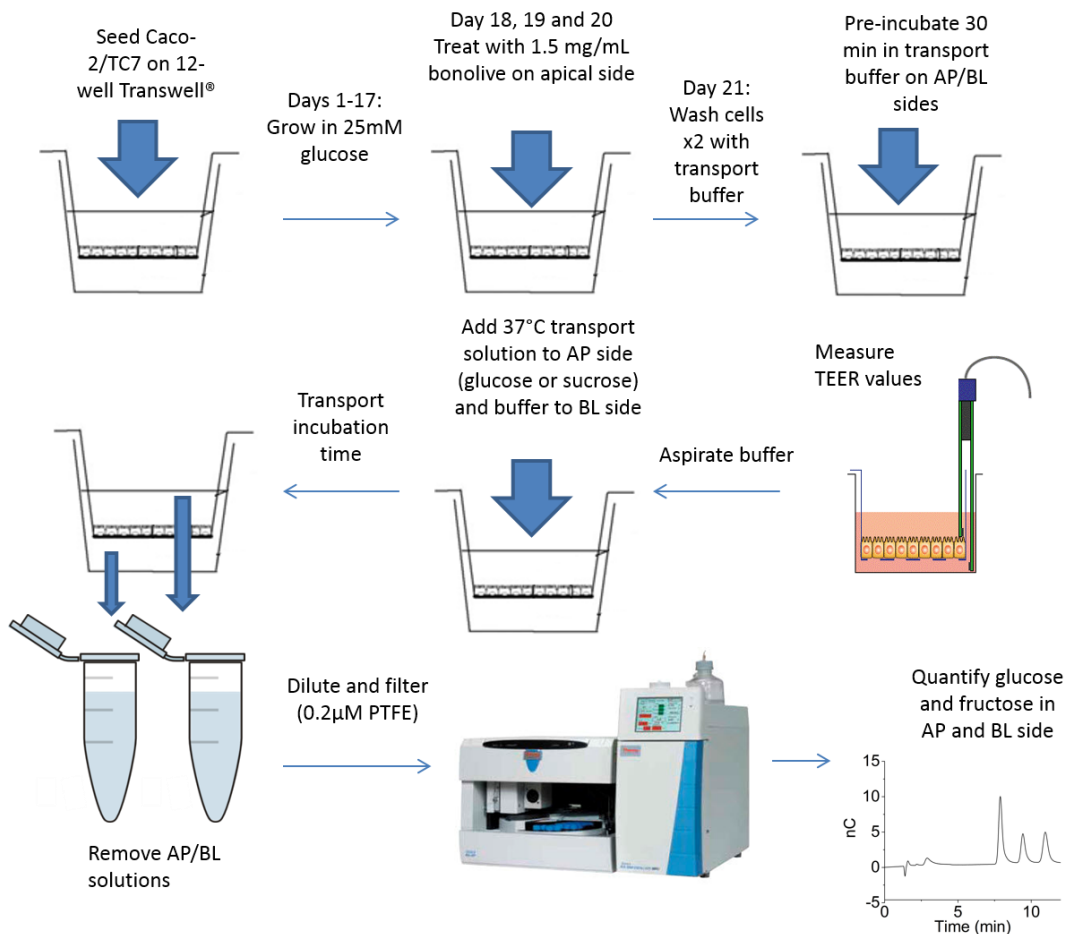 Seed Caco-
2/TC7 on 12-
well Transwell®
Days 1-17:
Grow in 25mM
glucose
Day 18, 19 and 20
Treat with 1.5 mg/mL
bonolive on apical side
Day 21:
Wash cells
x2 with
transport
buffer
Pre-incubate 30
min in transport
buffer on AP/BL
sides
Measure
TEER values
Aspirate buffer
Add 37°C transport
solution to AP side
(glucose or sucrose)
and buffer to BL side
Transport
incubation
time
Remove AP/BL
solutions
Dilute and filter
(0.2µM PTFE)
Quantify glucose
and fructose in
AP and BL side
nC
15
10
5
0
-5
0
5
10
Time (min)